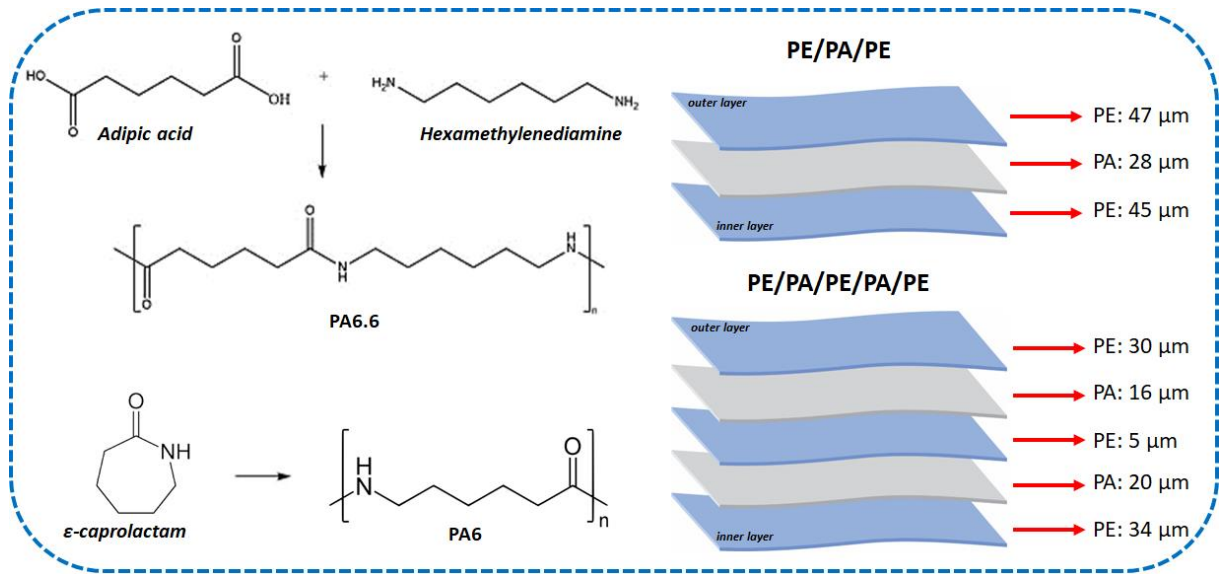 O
HO
OH
O
Adipic acid
+
H₂N
NH₂
Hexamethylenediamine
O
H
N
N
H
O
n
PA6.6
O
NH
ε-caprolactam
H
N
O
n
PA6
PE/PA/PE
outer layer
PE: 47 µm
PA: 28 µm
inner layer
PE: 45 µm
PE/PA/PE/PA/PE
outer layer
PE: 30 µm
PA: 16 µm
PE: 5 µm
PA: 20 µm
inner layer
PE: 34 µm